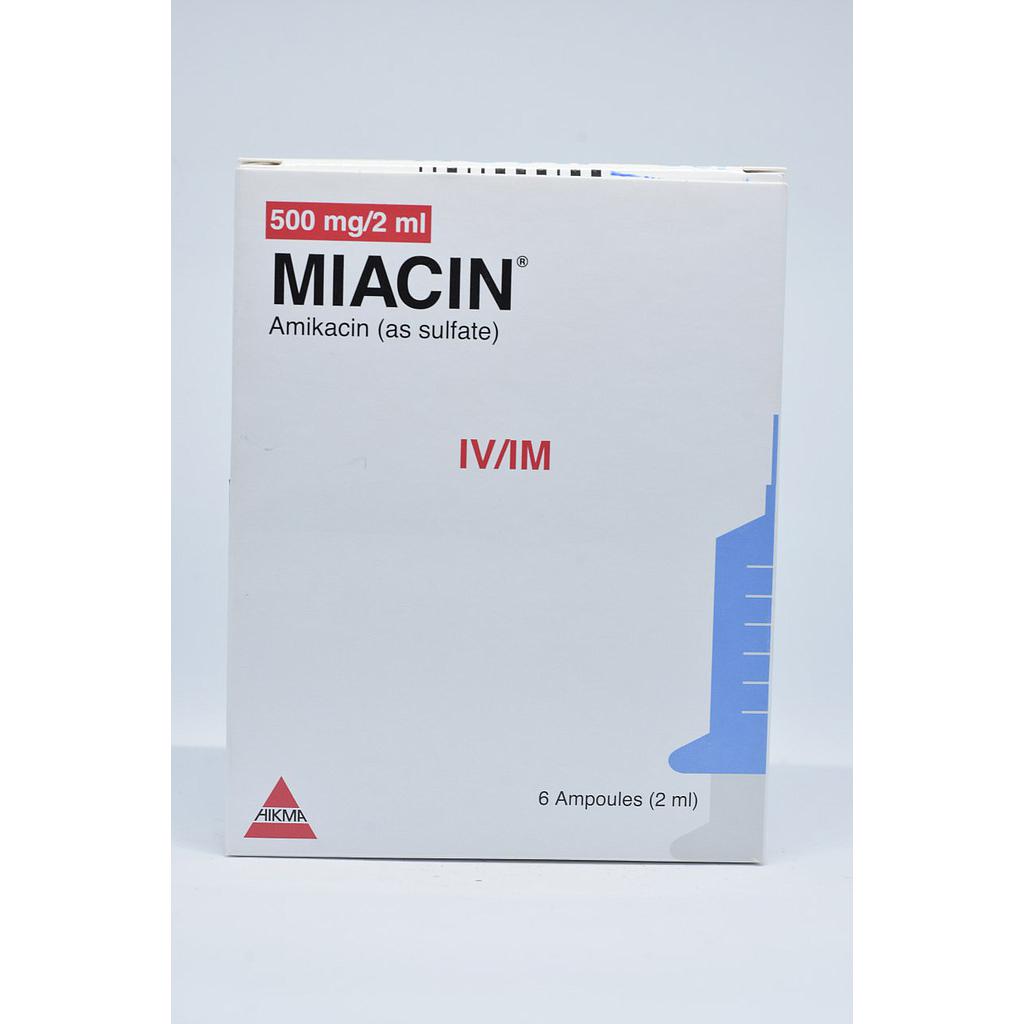 500 mg/2 ml
MIACIN®
Amikacin (as sulfate)
IV/IM
6 Ampoules (2 ml)
HIKMA